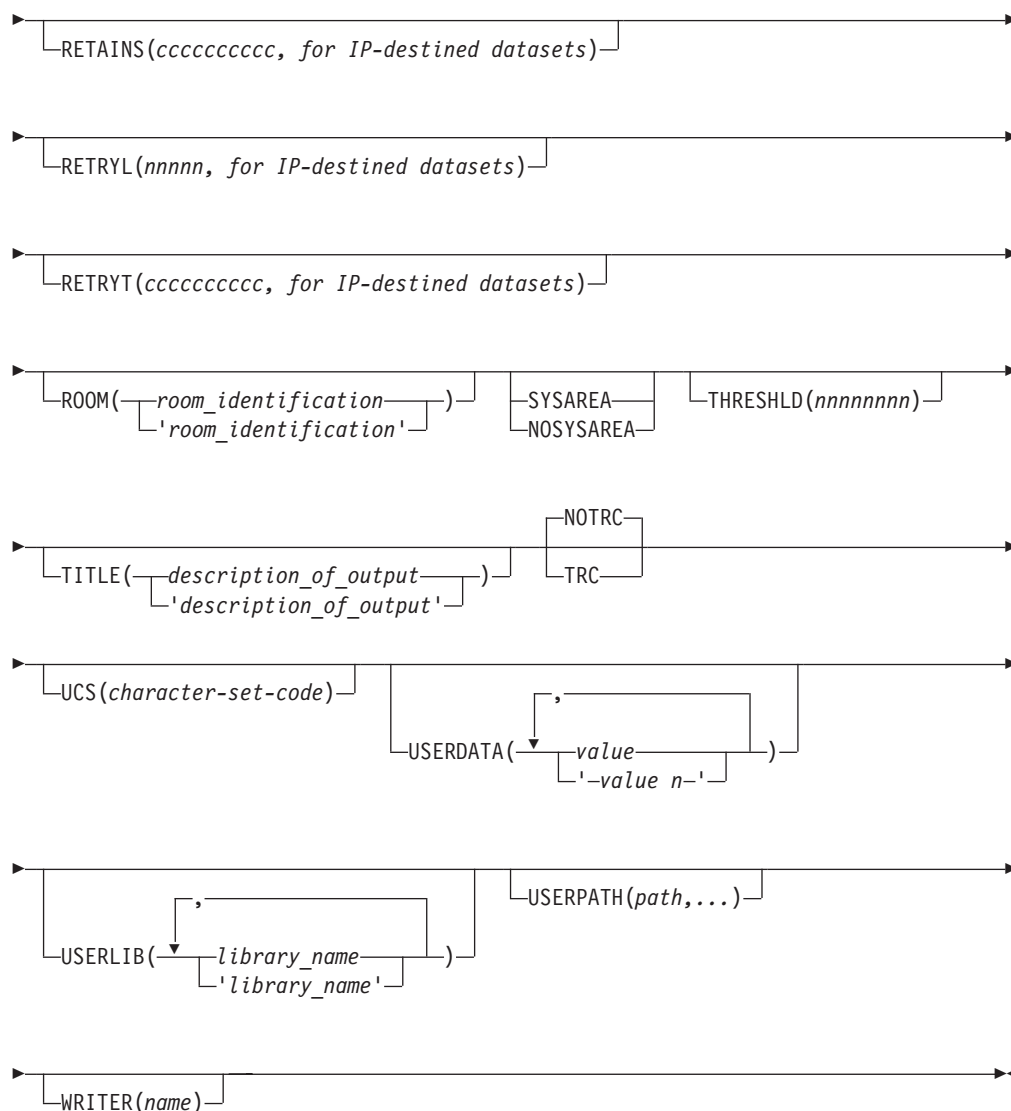 RETAINS(cccccccccc, for IP-destined datasets)
RETRYL(nnnnn, for IP-destined datasets)
RETRYT(cccccccccc, for IP-destined datasets)
ROOM( room_identification ) SYSAREA THRESHLD(nnnnnnnn)
'room_identification' NOSYSAREA
NOTRC
TITLE( description_of_output ) TRC
'description_of_output'
UCS(character-set-code)
,
USERDATA( value )
'value n'
USERPATH(path,...)
,
USERLIB( library_name )
'library_name'
WRITER(name)